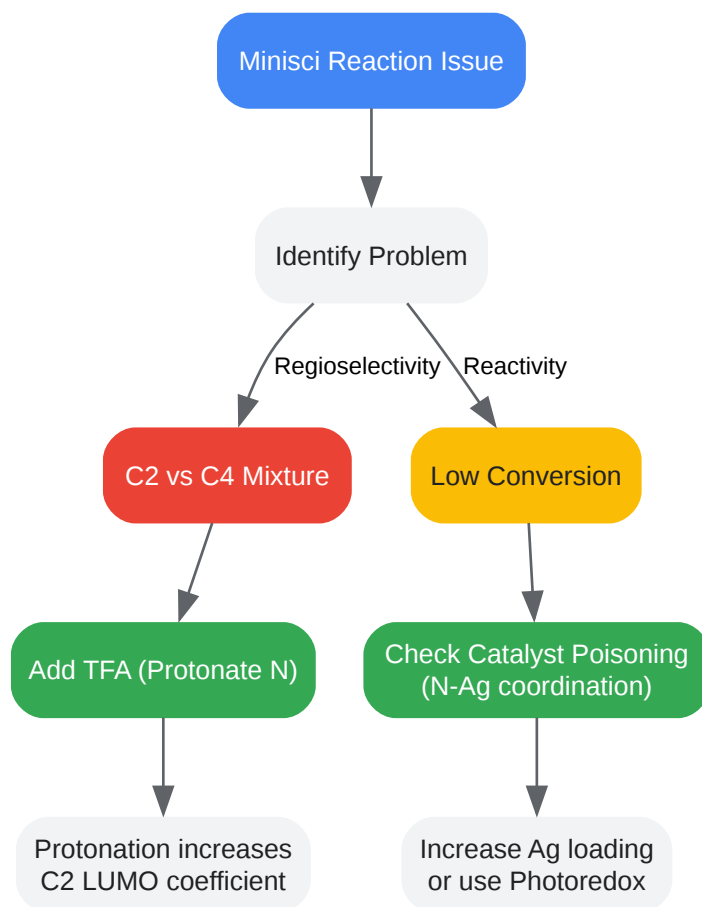 Minisci Reaction Issue
Identify Problem
Regioselectivity
Reactivity
C2 vs C4 Mixture
Low Conversion
Add TFA (Protonate N)
Check Catalyst Poisoning
(N-Ag coordination)
Protonation increases
C2 LUMO coefficient
Increase Ag loading
or use Photoredox